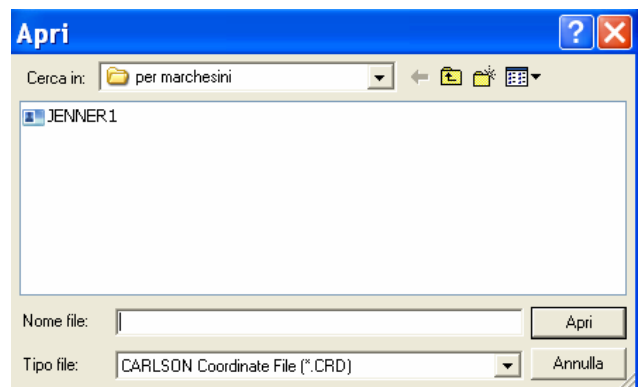 Apri
Cerca in: per marchesini
JENNER1
Nome file: Apri
Tipo file: CARLSON Coordinate File (*.CRD) Annulla